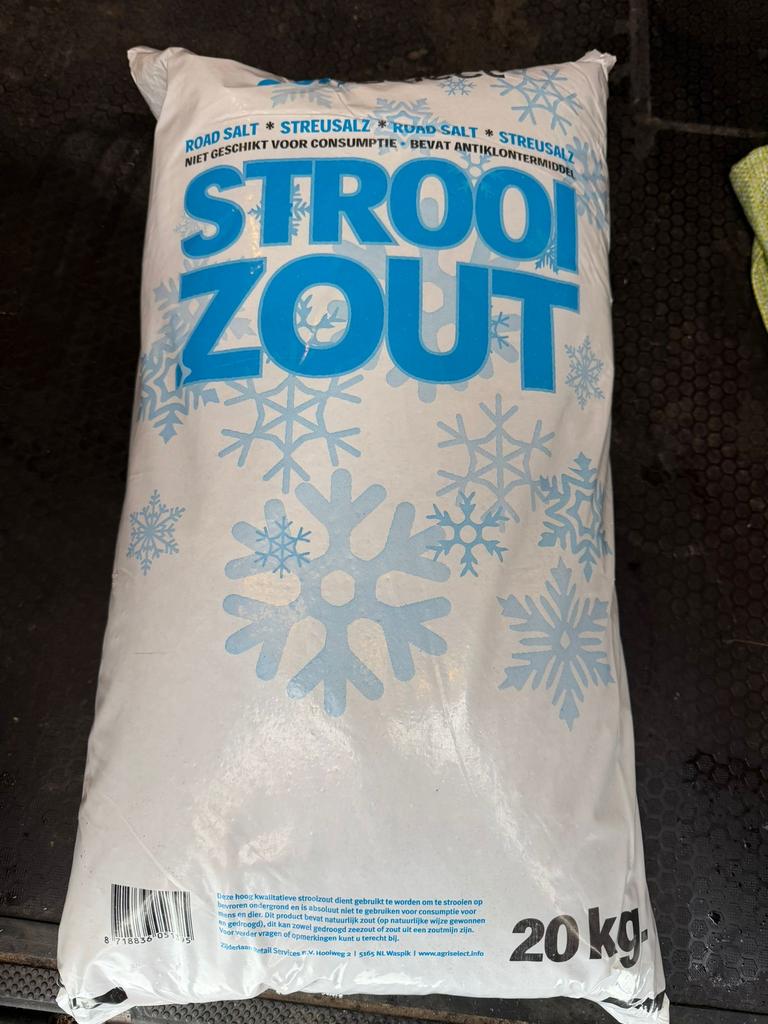 ROAD SALT * STREUSALZ * ROAD SALT * STREUSALZ
NIET GESCHIKT VOOR CONSUMPTIE • BEVAT ANTIKLONTERMIDDEL
STROOI
ZOUT
Deze hoog kwalitatieve strooizout dient gebruikt te worden om te strooien op
bevroren ondergrond en is absoluut niet te gebruiken voor consumptie voor
mens en dier. Dit product bevat natuurlijk zout (op natuurlijke wijze gewonnen
en gedroogd), dit kan zowel gedroogd zeezout of zout uit een zoutmijn zijn.
Voor verder vragen of opmerkingen kunt u terecht bij.
Zijderlaan Retail Services B.V. Hooiweg 2 | 5165 NL Waspik | www.agriselect.info
20 kg.